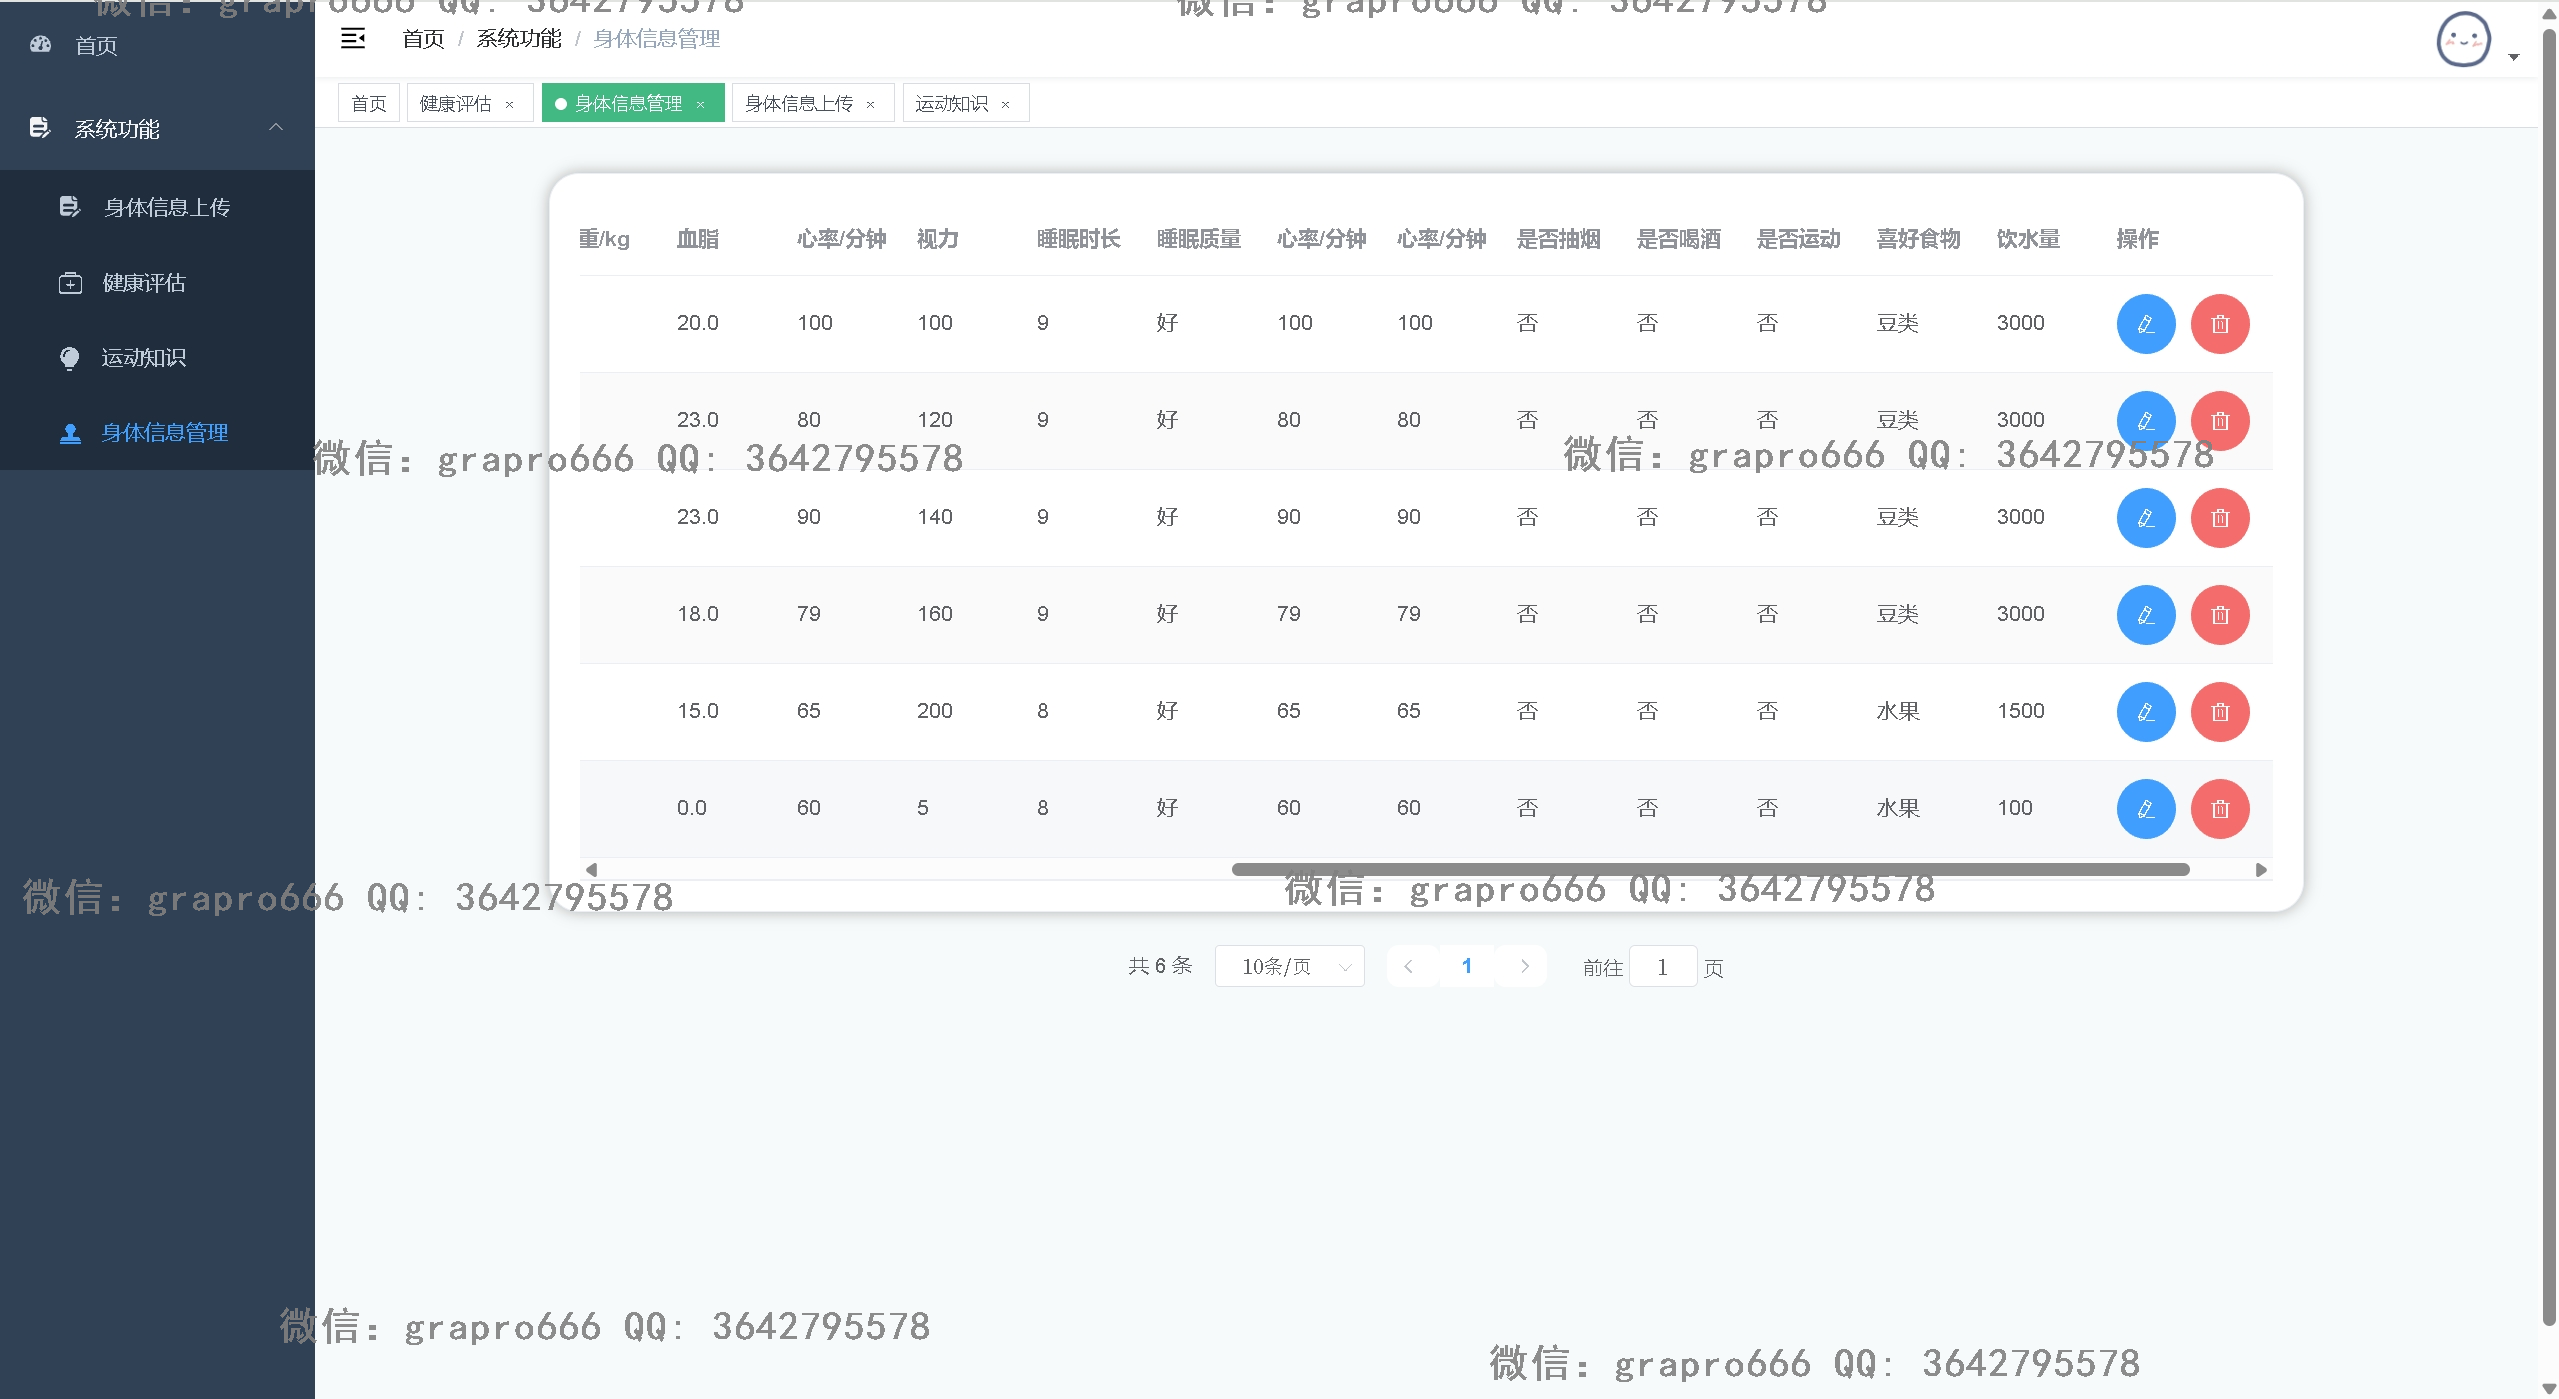 微信: grapro666 QQ: 3642795578
微信: grapro666 QQ: 3642795578
首页
系统功能
身体信息上传
健康评估
运动知识
身体信息管理
首页 / 系统功能 / 身体信息管理
首页 健康评估 × 身体信息管理 × 身体信息上传 × 运动知识 ×
重/kg 血脂 心率/分钟 视力 睡眠时长 睡眠质量 心率/分钟 心率/分钟 是否抽烟 是否喝酒 是否运动 喜好食物 饮水量 操作
20.0 100 100 9 好 100 100 否 否 否 豆类 3000
23.0 80 120 9 好 80 80 否 否 否 豆类 3000
微信: grapro666 QQ: 3642795578
微信: grapro666 QQ: 3642795578
23.0 90 140 9 好 90 90 否 否 否 豆类 3000
18.0 79 160 9 好 79 79 否 否 否 豆类 3000
15.0 65 200 8 好 65 65 否 否 否 水果 1500
0.0 60 5 8 好 60 60 否 否 否 水果 100
微信: grapro666 QQ: 3642795578
微信: grapro666 QQ: 3642795578
共 6 条 10条/页 1 前往 1 页
微信: grapro666 QQ: 3642795578
微信: grapro666 QQ: 3642795578